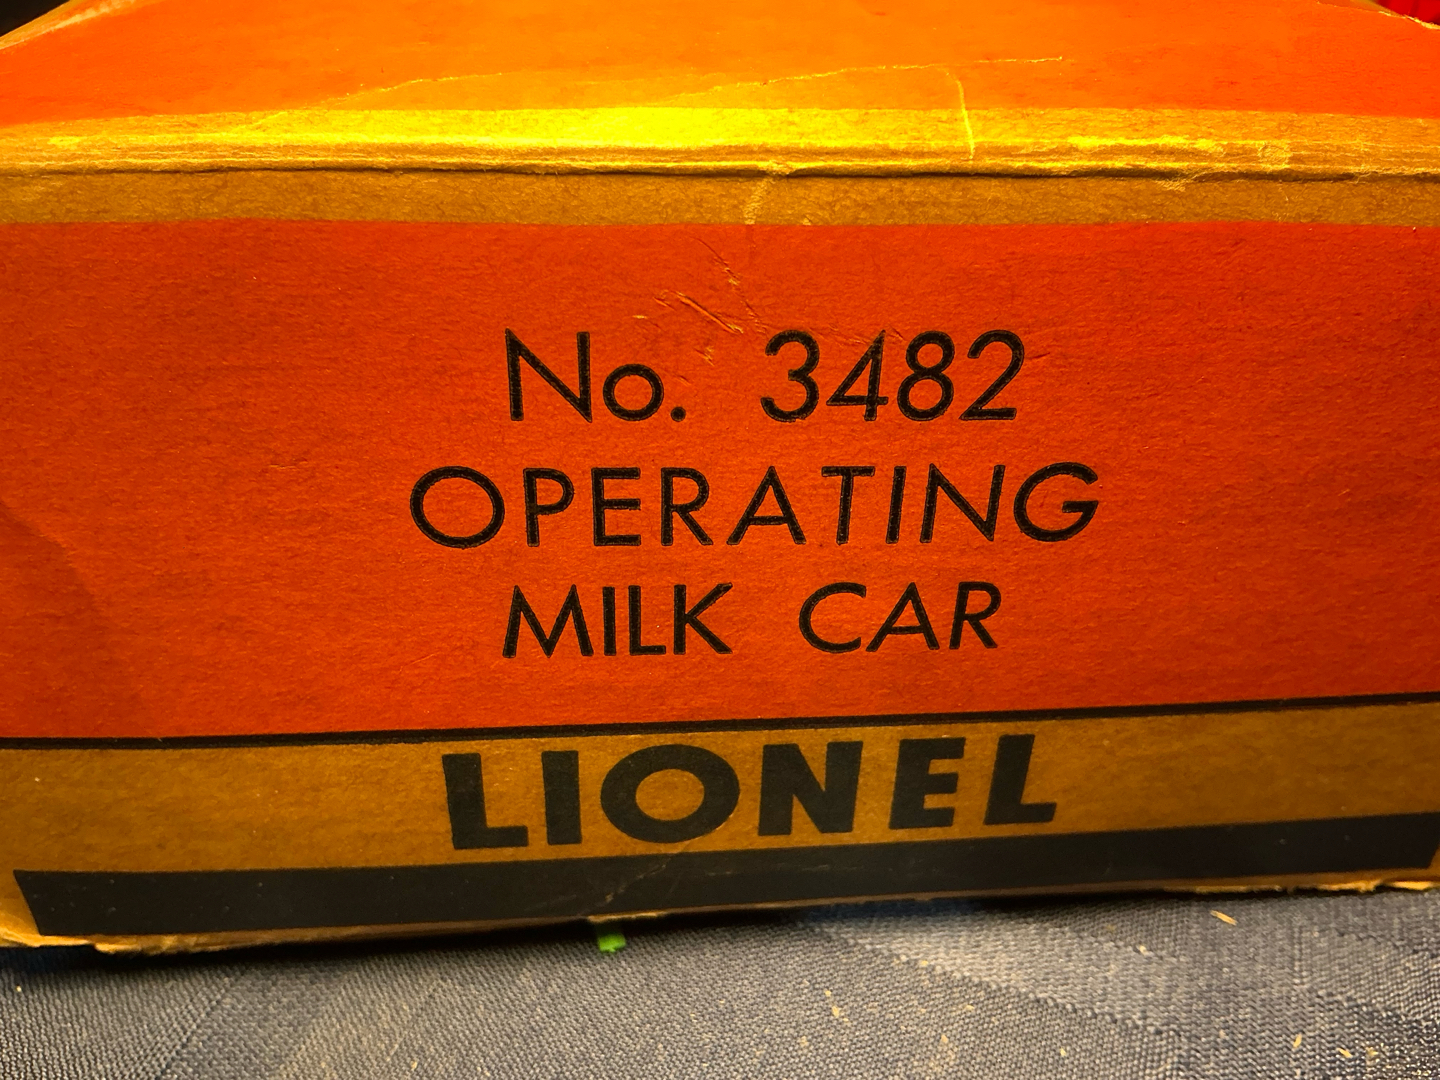 No. 3482
OPERATING
MILK CAR
LIONEL